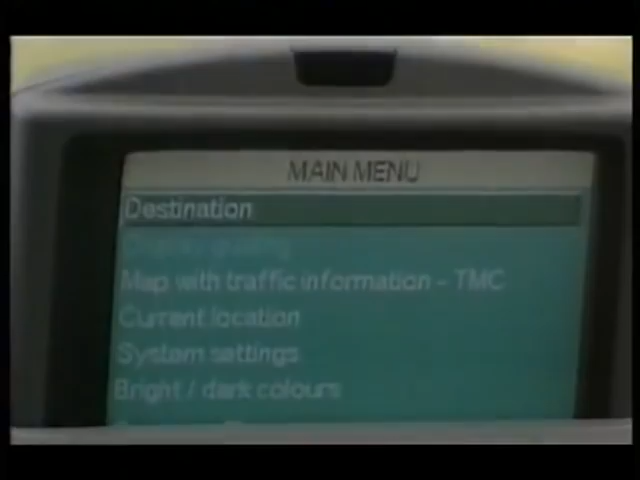 MAIN MENU
Destination
Map with traffic information - TMC
Current location
System settings
Bright / dark colours